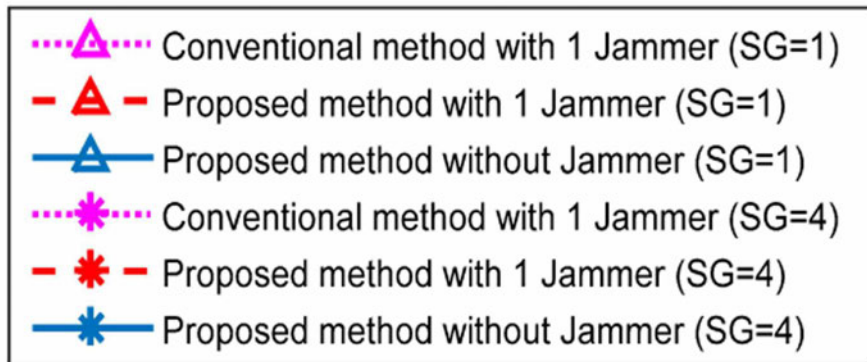 Conventional method with 1 Jammer (SG=1)
Proposed method with 1 Jammer (SG=1)
Proposed method without Jammer (SG=1)
Conventional method with 1 Jammer (SG=4)
Proposed method with 1 Jammer (SG=4)
Proposed method without Jammer (SG=4)